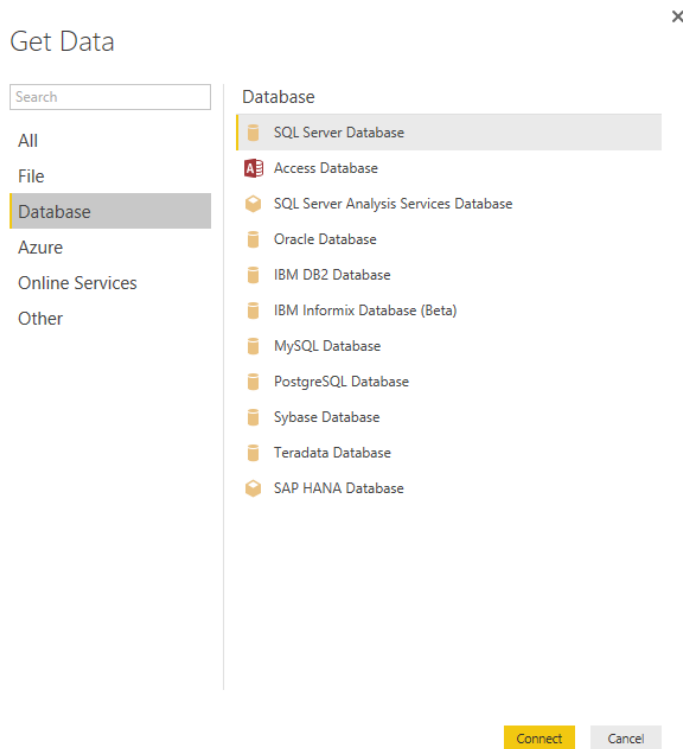 Get Data
Search
All
File
Database
Azure
Online Services
Other
Database
SQL Server Database
Access Database
SQL Server Analysis Services Database
Oracle Database
IBM DB2 Database
IBM Informix Database (Beta)
MySQL Database
PostgreSQL Database
Sybase Database
Teradata Database
SAP HANA Database
Connect
Cancel